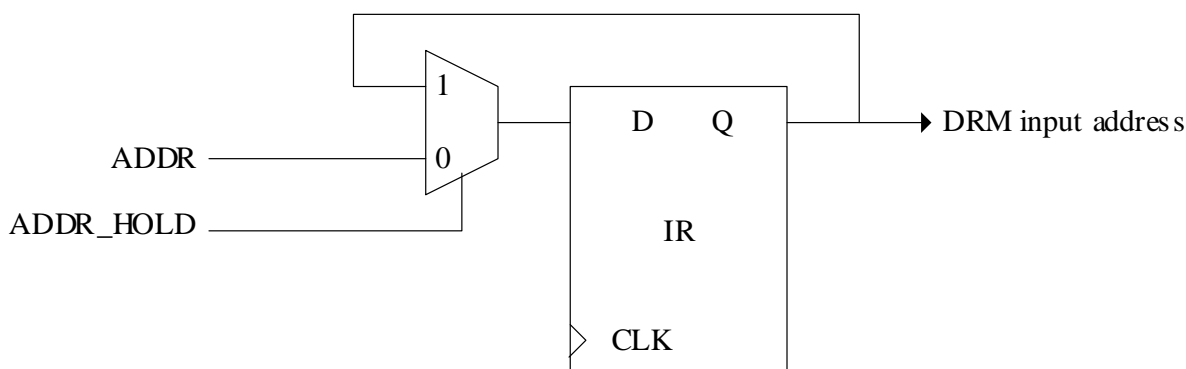 1
D Q
DRM input address
ADDR
0
ADDR_HOLD
IR
CLK